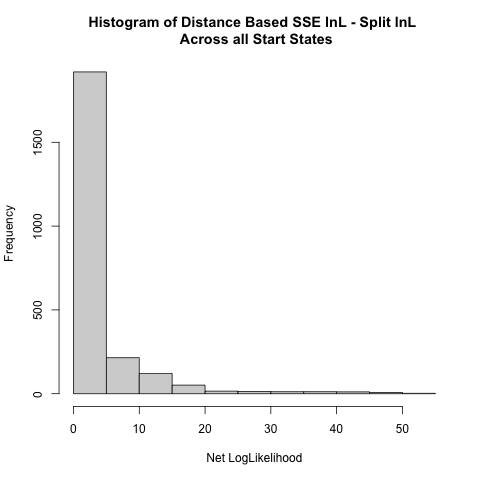 Histogram of Distance Based SSE lnL - Split lnL
Across all Start States
1500
1000
500
0
Frequency
0 10 20 30 40 50
Net LogLikelihood